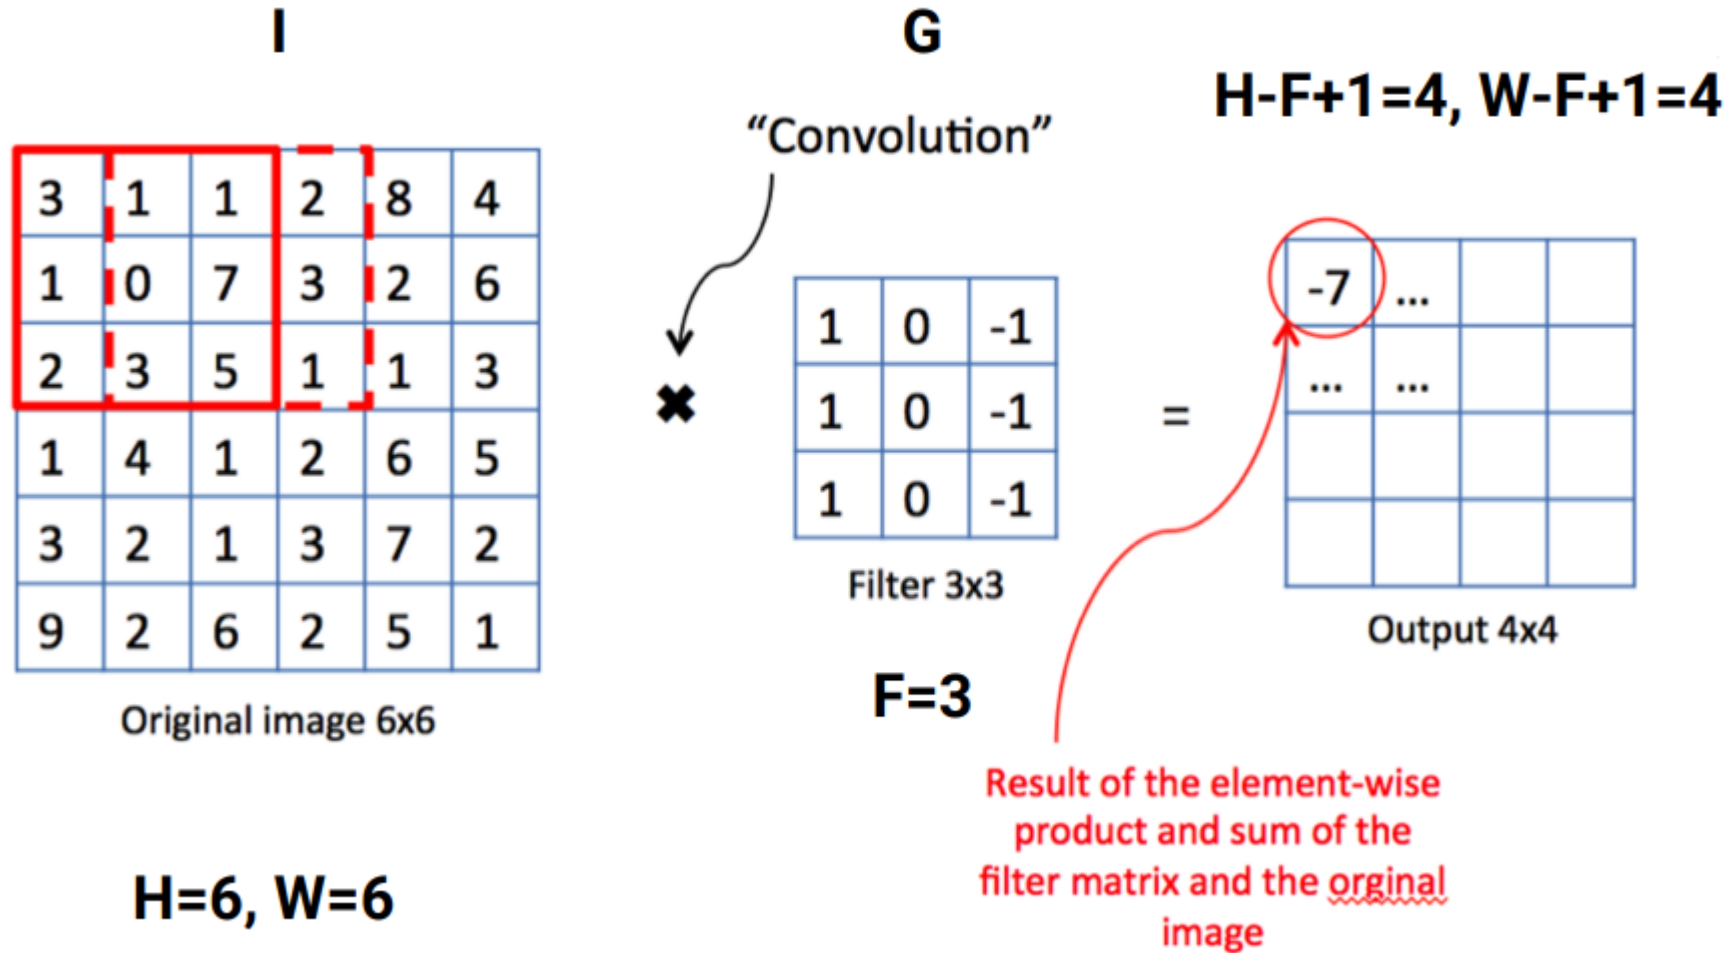 I
G
H-F+1=4, W-F+1=4
“Convolution”
3 1 1 2 8 4
1 0 7 3 2 6
2 3 5 1 1 3
1 4 1 2 6 5
3 2 1 3 7 2
9 2 6 2 5 1
Original image 6x6
H=6, W=6
✖
1 0 -1
1 0 -1
1 0 -1
Filter 3x3
F=3
=
-7 ...
... ...
Output 4x4
Result of the element-wise
product and sum of the
filter matrix and the orginal
image